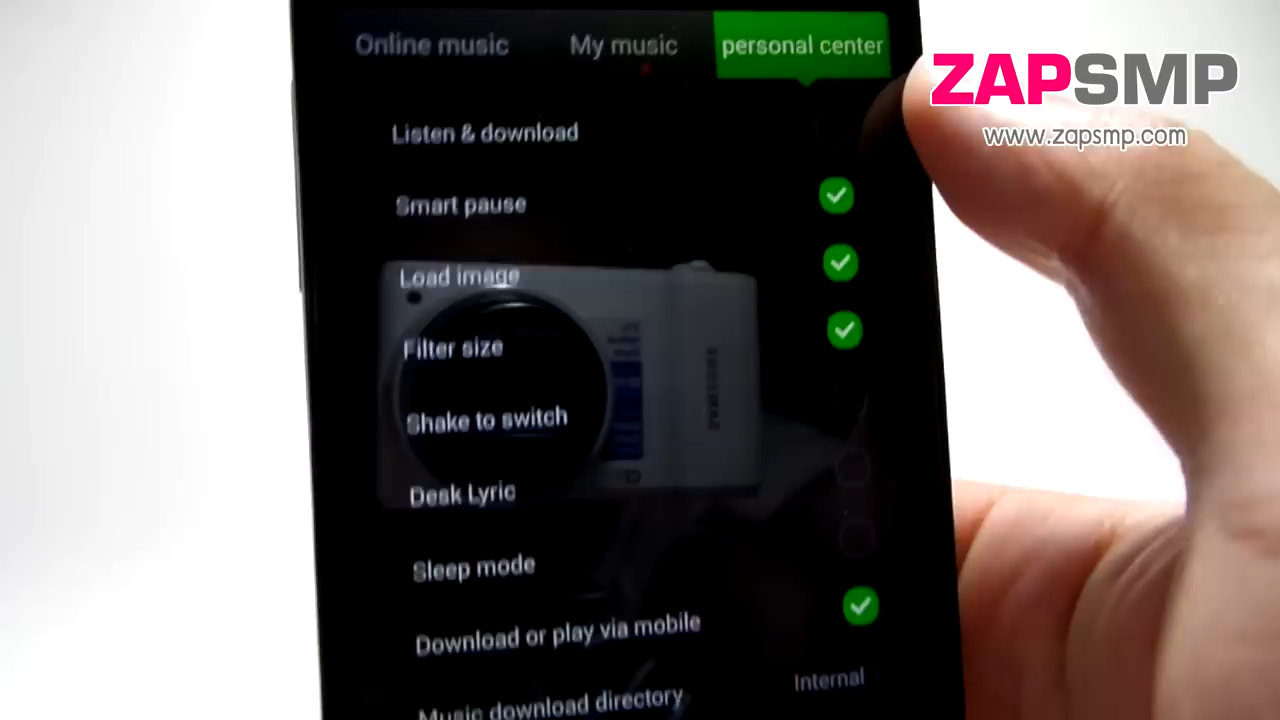 Online music My music personal center
ZAPSMP
www.zapsmp.com
Listen & download
Smart pause
Load image
Filter size
Shake to switch
Desk Lyric
Sleep mode
Download or play via mobile
Internal
Music download directory
SAMSUNG